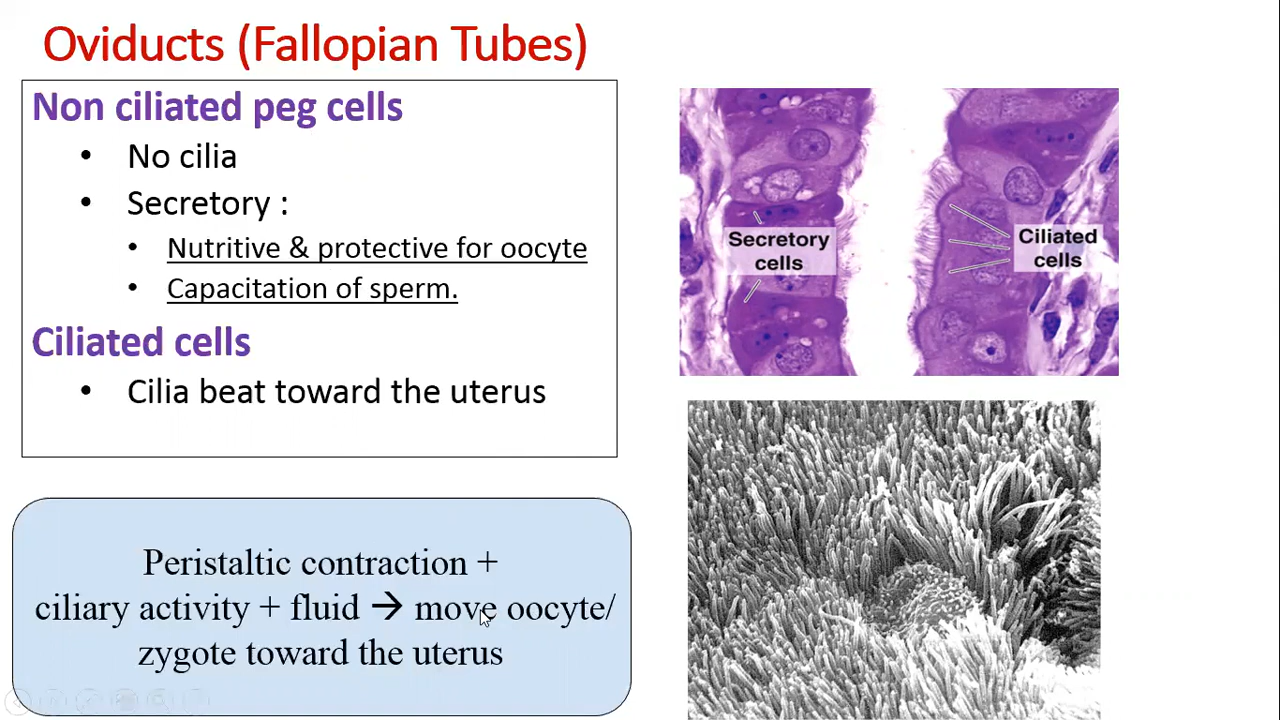 Oviducts (Fallopian Tubes)
Non ciliated peg cells
• No cilia
• Secretory :
• Nutritive & protective for oocyte
• Capacitation of sperm.
Ciliated cells
• Cilia beat toward the uterus
Peristaltic contraction +
ciliary activity + fluid → move oocyte/
zygote toward the uterus
Secretory
cells
Ciliated
cells